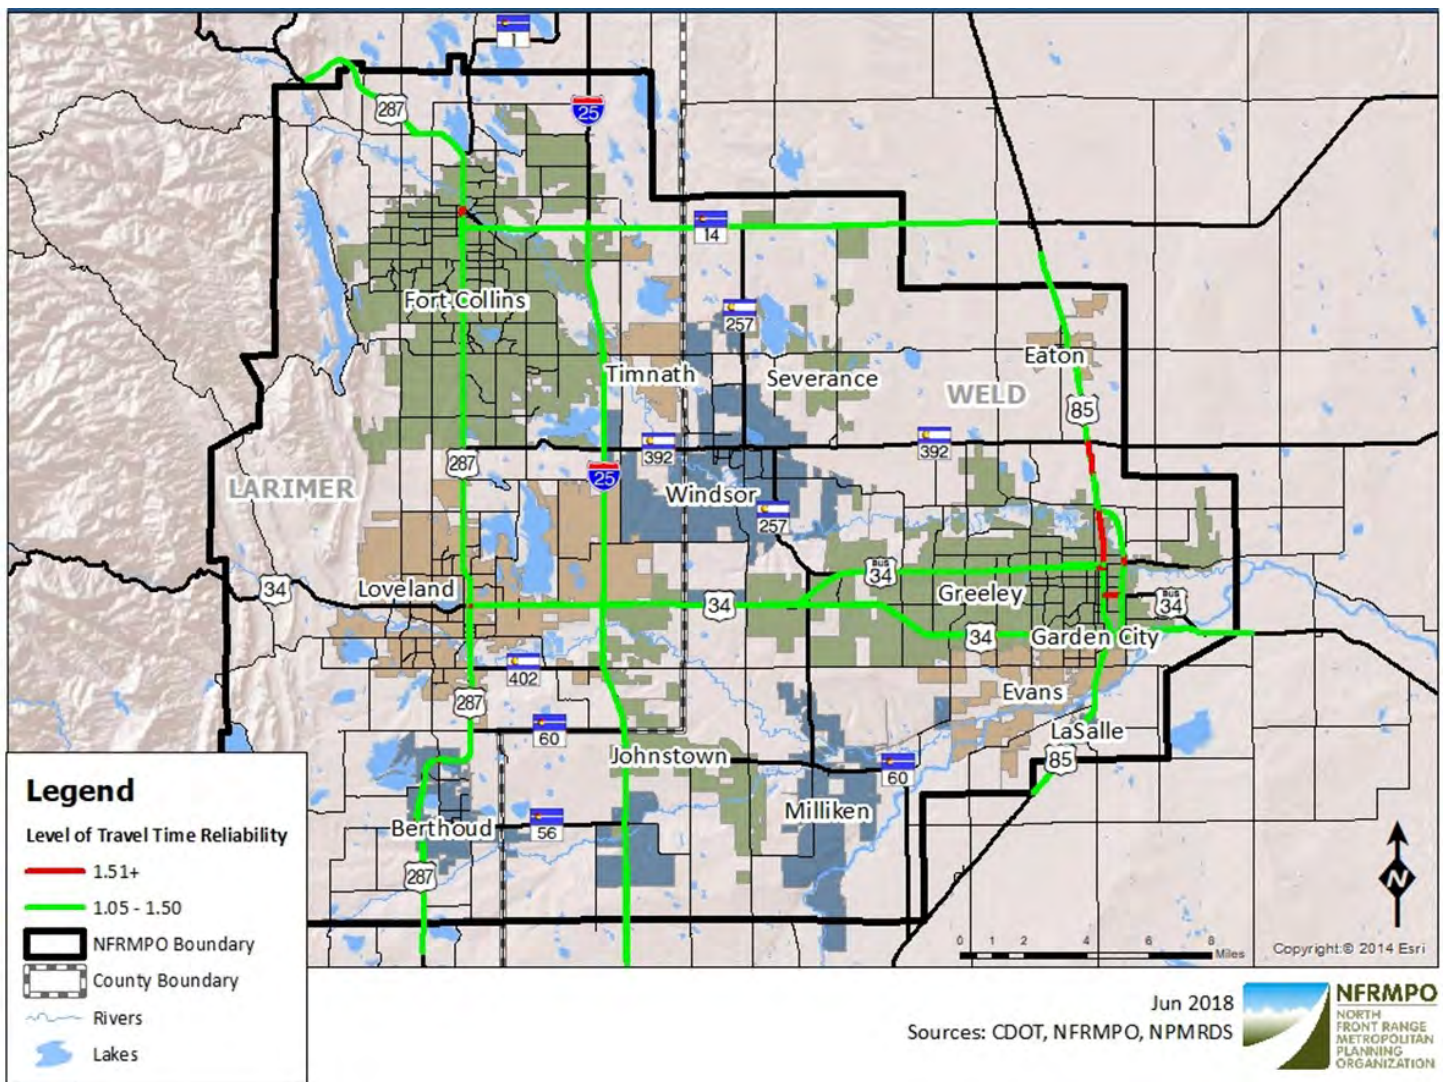 1
287
25
14
Fort Collins
257
Eaton
Timnath
Severance
WELD
85
392
392
287
25
LARIMER
Windsor
257
BUS
34
34
Loveland
34
Greeley
BUS
34
34
Garden City
402
Evans
287
60
LaSalle
Johnstown
85
60
Milliken
56
Berthoud
287
Legend
Level of Travel Time Reliability
1.51+
1.05 - 1.50
NFRMPO Boundary
County Boundary
Rivers
Lakes
N
0 1 2 4 6 8
Miles
Copyright:© 2014 Esri
Jun 2018
Sources: CDOT, NFRMPO, NPMRDS
NFRMPO
NORTH
FRONT RANGE
METROPOLITAN
PLANNING
ORGANIZATION